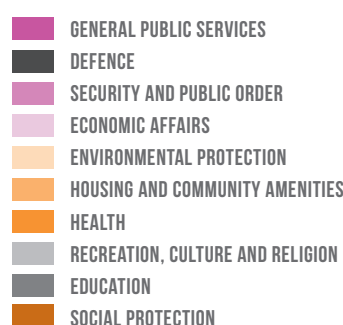 GENERAL PUBLIC SERVICES
DEFENCE
SECURITY AND PUBLIC ORDER
ECONOMIC AFFAIRS
ENVIRONMENTAL PROTECTION
HOUSING AND COMMUNITY AMENITIES
HEALTH
RECREATION, CULTURE AND RELIGION
EDUCATION
SOCIAL PROTECTION